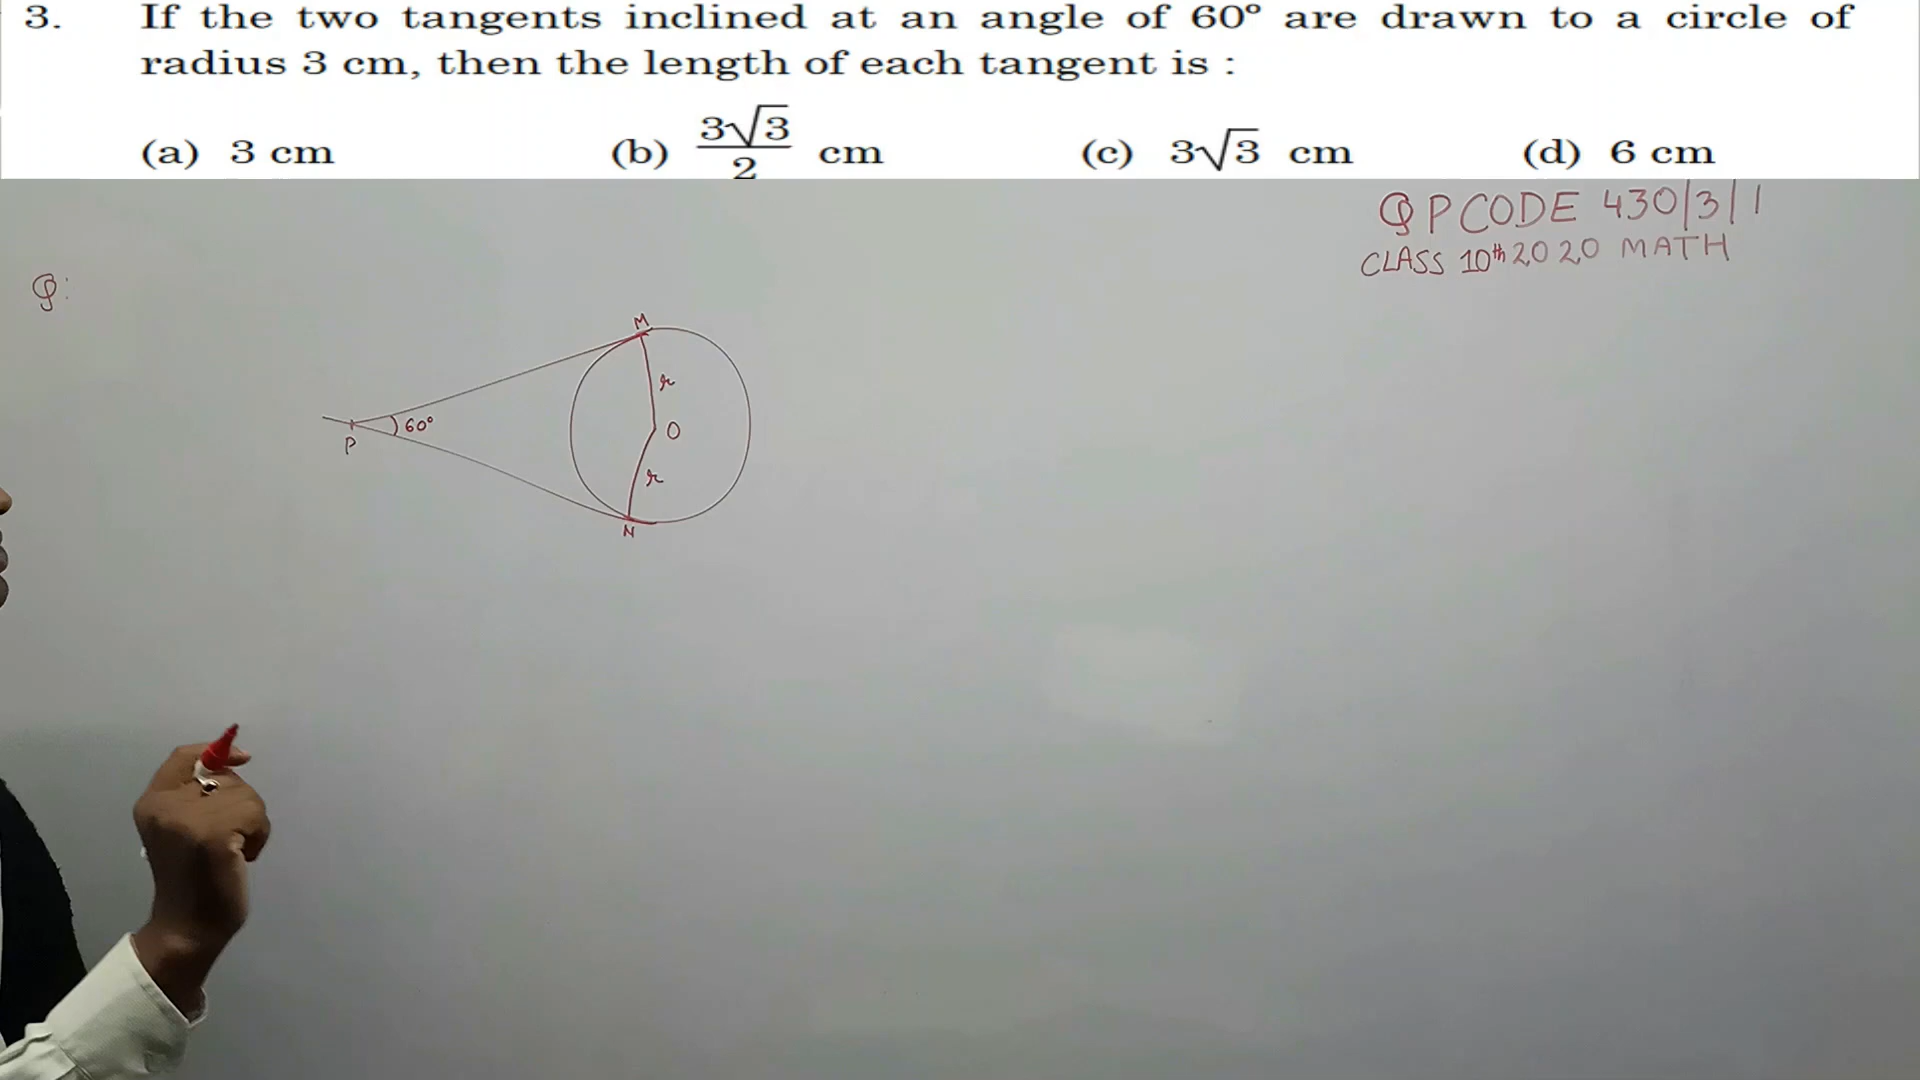 3. If the two tangents inclined at an angle of 60° are drawn to a circle of
radius 3 cm, then the length of each tangent is :
(a) 3 cm (b) 3√3/2 cm (c) 3√3 cm (d) 6 cm
QP CODE 430/3/1
CLASS 10th 2020 MATH
Q:
M
r
60°
O
P
r
N